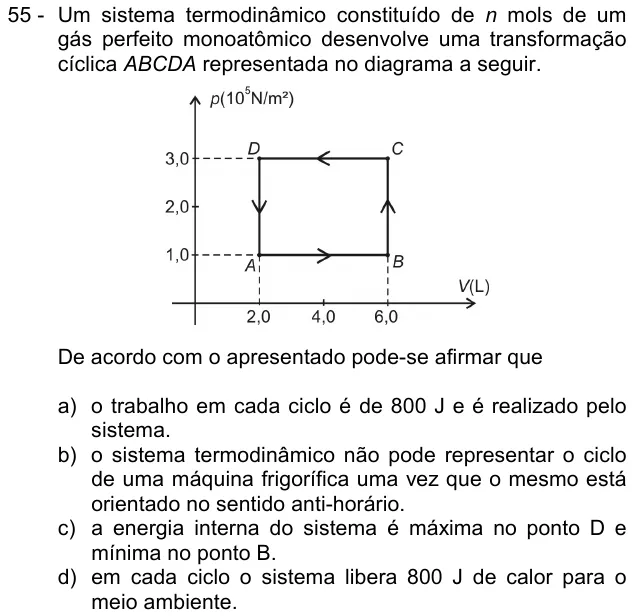 55 - Um sistema termodinâmico constituído de n mols de um
gás perfeito monoatômico desenvolve uma transformação
cíclica ABCDA representada no diagrama a seguir.
p(10⁵N/m²)
D
C
3,0
2,0
1,0
A
B
V(L)
2,0 4,0 6,0
De acordo com o apresentado pode-se afirmar que
a) o trabalho em cada ciclo é de 800 J e é realizado pelo
sistema.
b) o sistema termodinâmico não pode representar o ciclo
de uma máquina frigorífica uma vez que o mesmo está
orientado no sentido anti-horário.
c) a energia interna do sistema é máxima no ponto D e
mínima no ponto B.
d) em cada ciclo o sistema libera 800 J de calor para o
meio ambiente.